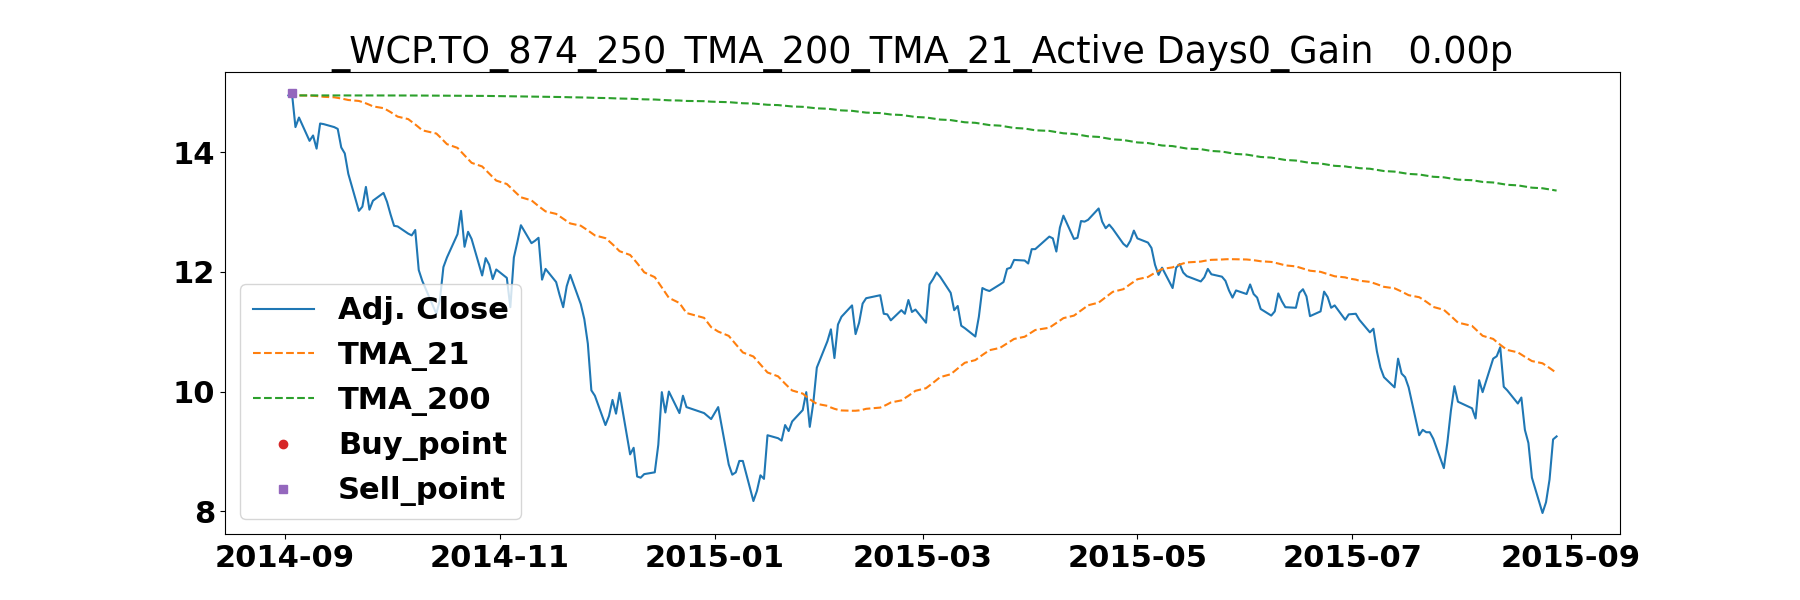 _WCP.TO_874_250_TMA_200_TMA_21_Active Days0_Gain   0.00p
14
12
10
8
Adj. Close
TMA_21
TMA_200
Buy_point
Sell_point
2014-09 2014-11 2015-01 2015-03 2015-05 2015-07 2015-09